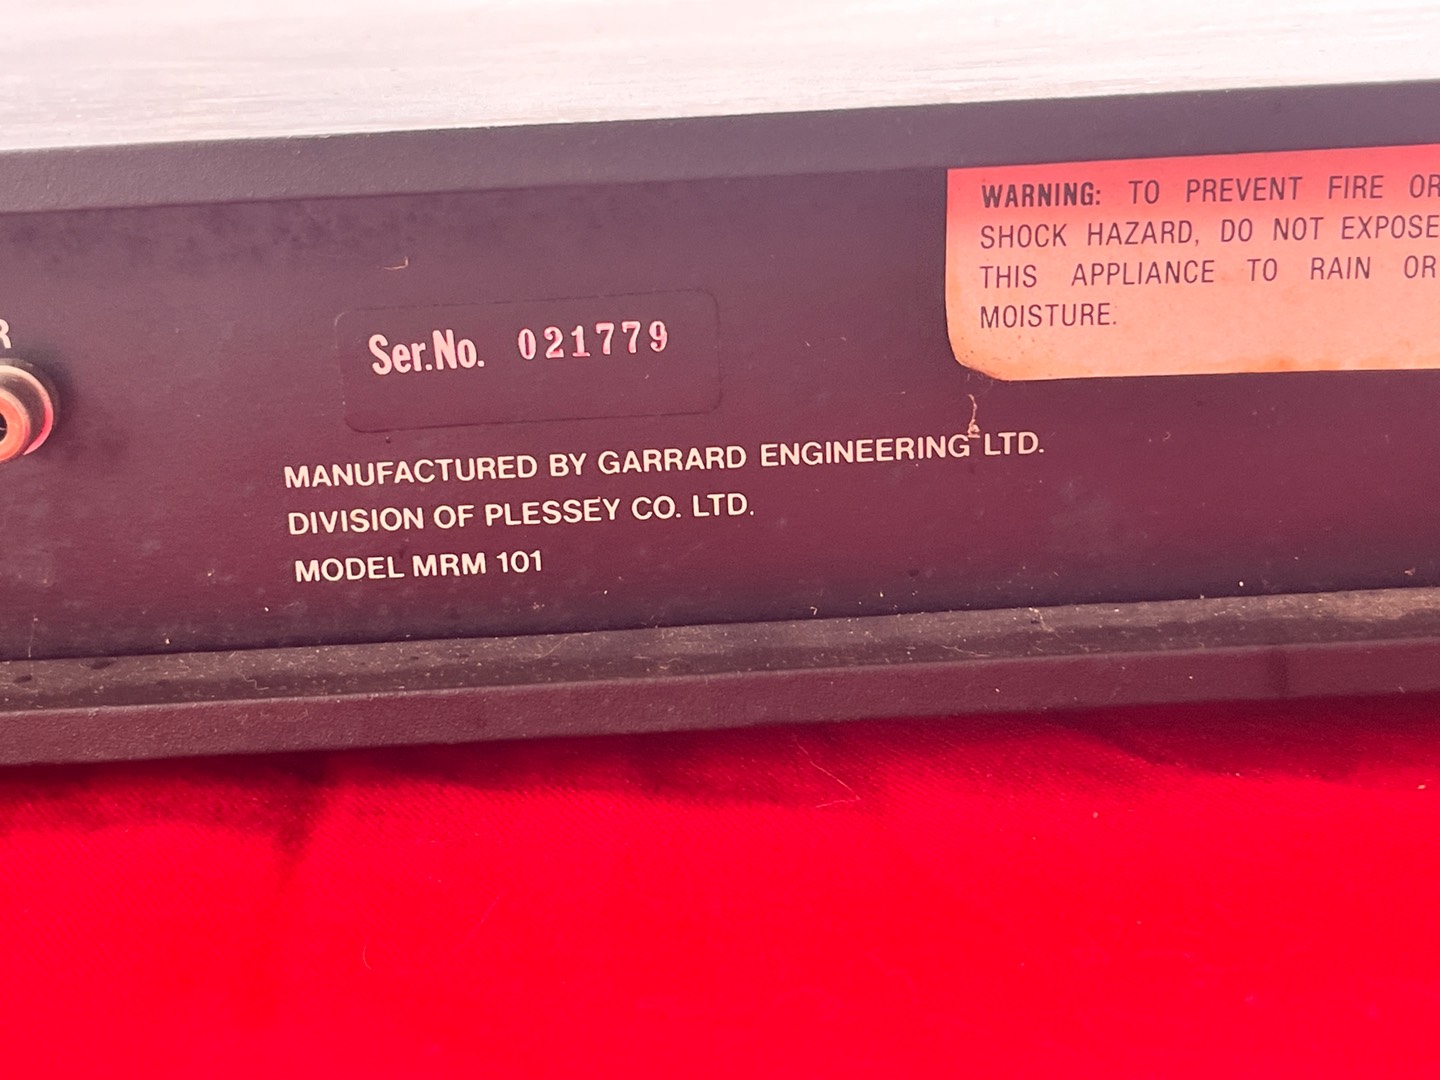 R
WARNING: TO PREVENT FIRE OR
SHOCK HAZARD, DO NOT EXPOSE
THIS APPLIANCE TO RAIN OR
MOISTURE.
Ser.No. 021779
MANUFACTURED BY GARRARD ENGINEERING LTD.
DIVISION OF PLESSEY CO. LTD.
MODEL MRM 101